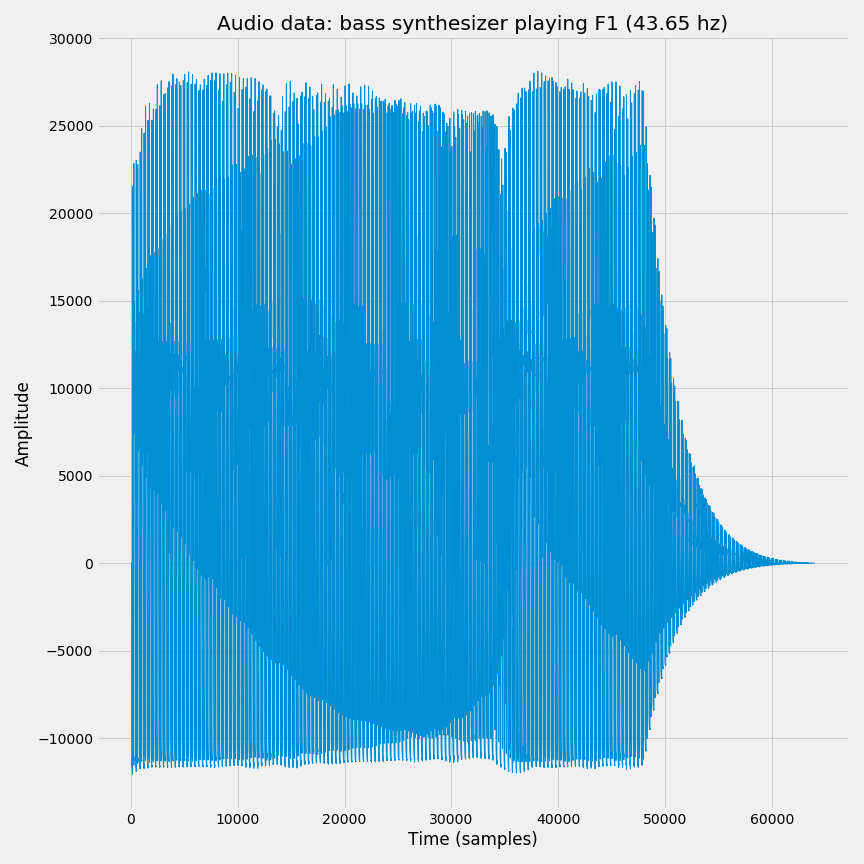 Audio data: bass synthesizer playing F1 (43.65 hz)
30000
25000
20000
15000
10000
5000
0
−5000
−10000
Amplitude
0 10000 20000 30000 40000 50000 60000
Time (samples)